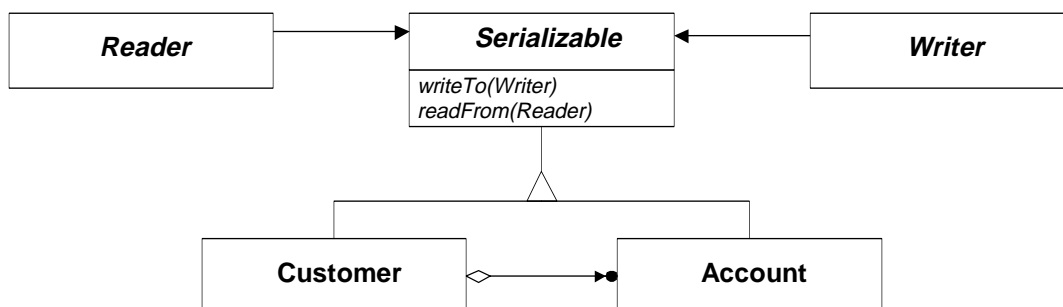 Reader
Serializable
Writer
writeTo(Writer)
readFrom(Reader)
Customer
Account